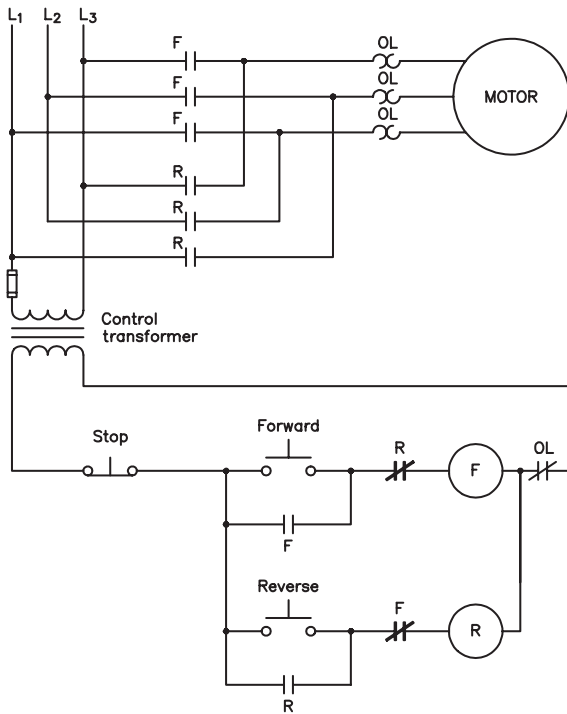 L1 L2 L3
F
OL
F
OL
F
OL
MOTOR
R
R
R
Control
transformer
Stop
Forward
R
F
OL
F
Reverse
F
R
R